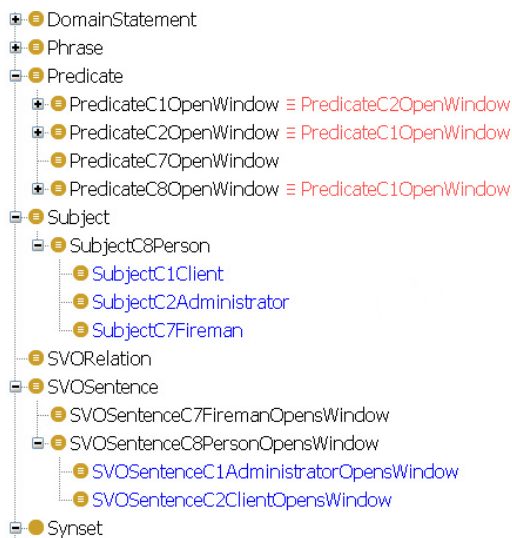 DomainStatement
Phrase
Predicate
PredicateC1OpenWindow ≡ PredicateC2OpenWindow
PredicateC2OpenWindow ≡ PredicateC1OpenWindow
PredicateC7OpenWindow
PredicateC8OpenWindow ≡ PredicateC1OpenWindow
Subject
SubjectC8Person
SubjectC1Client
SubjectC2Administrator
SubjectC7Fireman
SVORelation
SVOSentence
SVOSentenceC7FiremanOpensWindow
SVOSentenceC8PersonOpensWindow
SVOSentenceC1AdministratorOpensWindow
SVOSentenceC2ClientOpensWindow
Synset